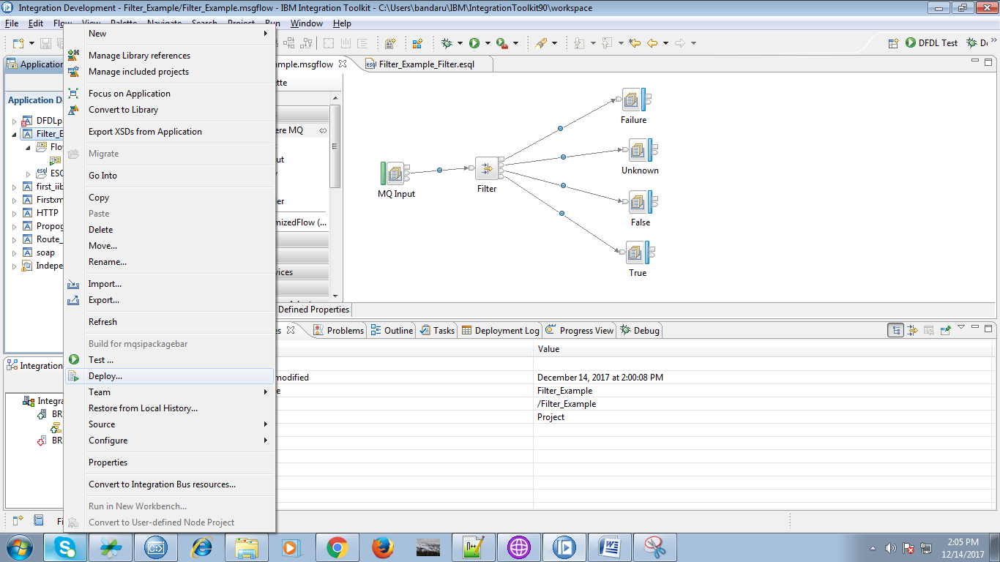 Integration Development - Filter_Example/Filter_Example.msgflow - IBM Integration Toolkit - C:\Users\bandaru\IBM\IntegrationToolkit90\workspace
File Edit Flow View Palette Navigate Search Project Run Window Help
DFDL Test D
Application
mple.msgflow
Filter_Example_Filter.esql
Application D
DFDLp
Filter_E
Flo
ESQ
first_iib
Firstxm
HTTP
Propog
Route_
soap
Indepe
New
Manage Library references
Manage included projects
Focus on Application
Convert to Library
Export XSDs from Application
Migrate
Go Into
Copy
Paste
Delete
Move...
Rename...
Import...
Export...
Refresh
Build for mqsipackagebar
Test ...
Deploy...
Team
Restore from Local History...
Source
Configure
Properties
Convert to Integration Bus resources...
Run in New Workbench...
Convert to User-defined Node Project
tte
ere MQ
ut
ter
mizedFlow (...
vices
MQ Input
Filter
Failure
Unknown
False
True
Defined Properties
es
Problems
Outline
Tasks
Deployment Log
Progress View
Debug
Value
modified
December 14, 2017 at 2:00:08 PM
e
Filter_Example
/Filter_Example
Project
Integration
Integra
BR
BR
Fi
2:05 PM
12/14/2017